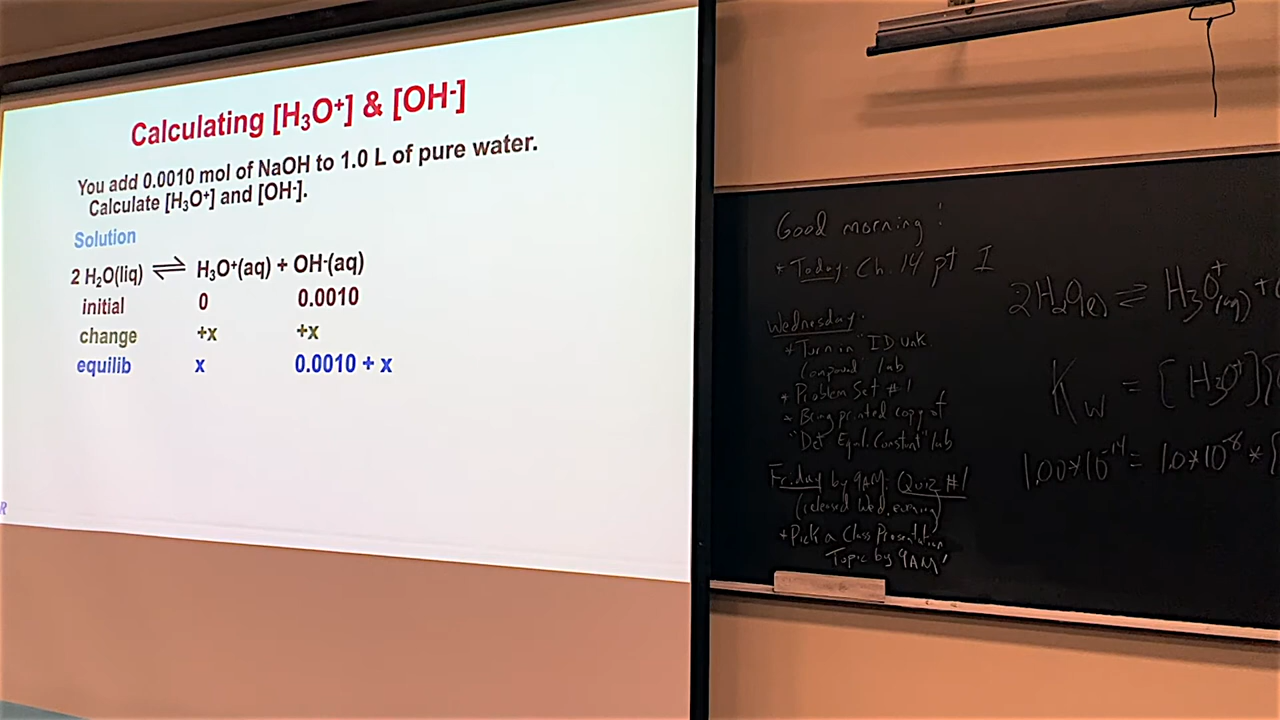 Calculating [H₃O⁺] & [OH⁻]
You add 0.0010 mol of NaOH to 1.0 L of pure water.
Calculate [H₃O⁺] and [OH⁻].
Solution
2 H₂O(liq) ⇌ H₃O⁺(aq) + OH⁻(aq)
initial 0 0.0010
change +x +x
equilib x 0.0010 + x
R
Good morning!
* Today: Ch. 14 pt I
Wednesday:
* Turn in "ID Unk
Compound" lab
* Problem Set #1
* Bring printed copy of
"Det Equil. Constant" lab
Friday by 9AM: Quiz #1
(released Wed. evening)
* Pick a Class Presentation
Topic by 9AM!
2H₂O(l) ⇌ H₃O⁺(aq) +
K_w = [H₃O⁺][
1.00*10⁻¹⁴ = 1.0*10⁻⁸ * [